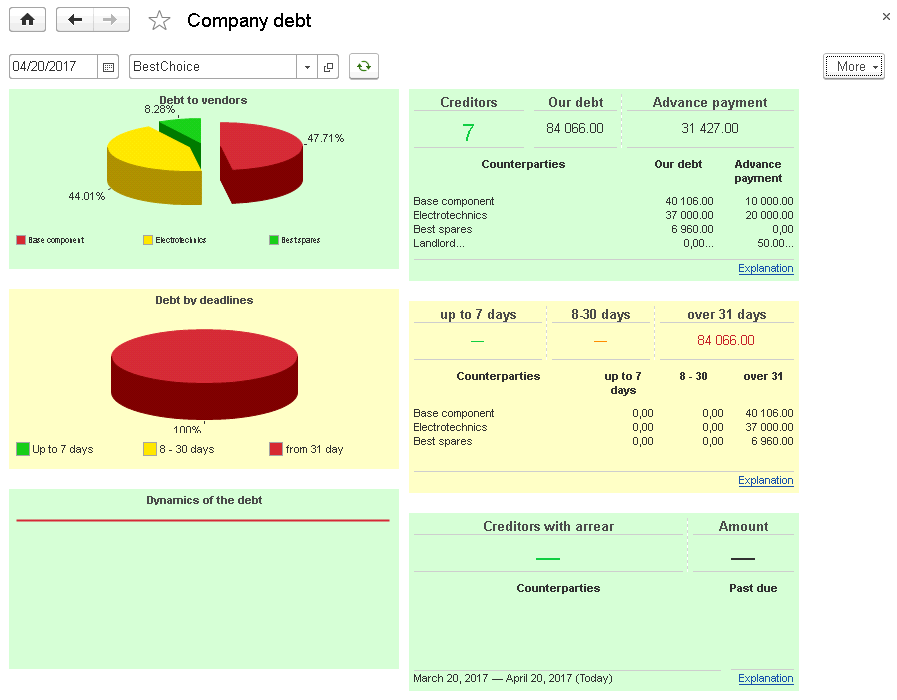 Company debt
04/20/2017
BestChoice
More
Debt to vendors
8.28%
47.71%
44.01%
Base component
Electrotechnics
Best spares
Creditors
Our debt
Advance payment
7
84 066.00
31 427.00
Counterparties
Our debt
Advance
payment
Base component 40 106.00 10 000.00
Electrotechnics 37 000.00 20 000.00
Best spares 6 960.00 0,00
Landlord... 0,00... 50.00...
Explanation
Debt by deadlines
100%
Up to 7 days
8 - 30 days
from 31 day
up to 7 days
8-30 days
over 31 days
—
—
84 066.00
Counterparties
up to 7
days
8 - 30
over 31
Base component 0,00 0,00 40 106.00
Electrotechnics 0,00 0,00 37 000.00
Best spares 0,00 0,00 6 960.00
Explanation
Dynamics of the debt
Creditors with arrear
Amount
—
—
Counterparties
Past due
March 20, 2017 — April 20, 2017 (Today)
Explanation